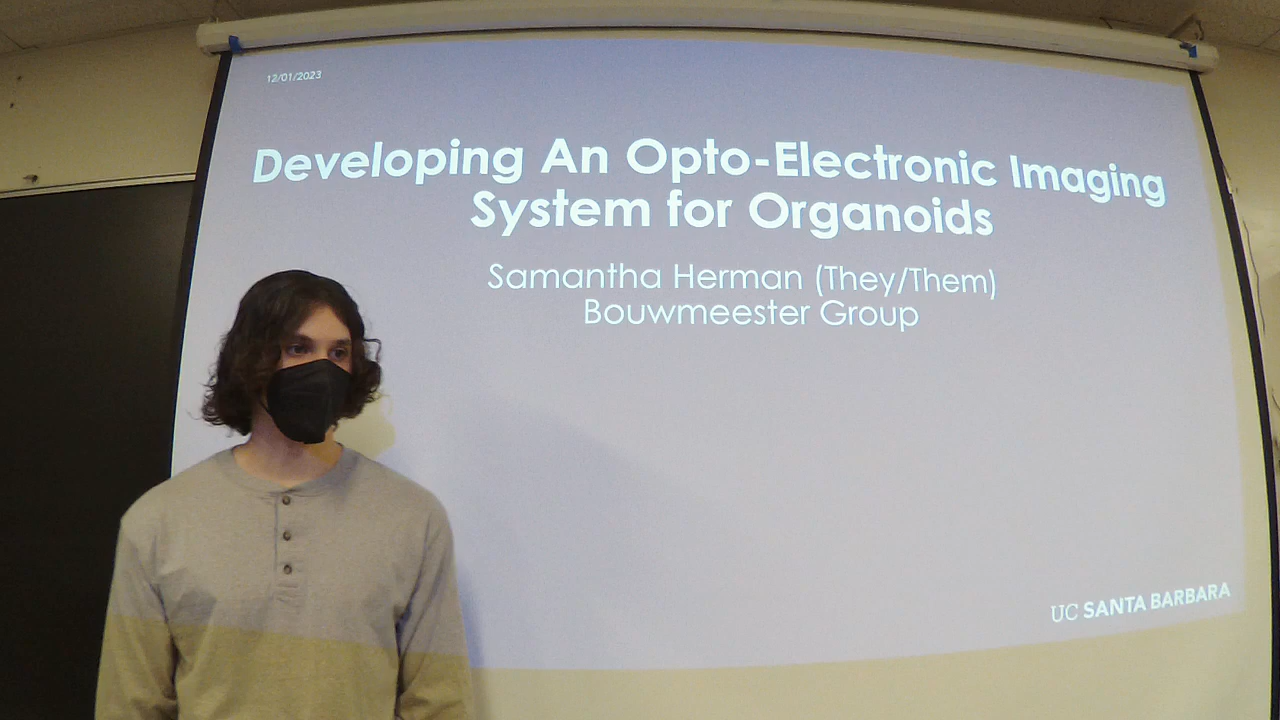 12/01/2023
Developing An Opto-Electronic Imaging
System for Organoids
Samantha Herman (They/Them)
Bouwmeester Group
UC SANTA BARBARA